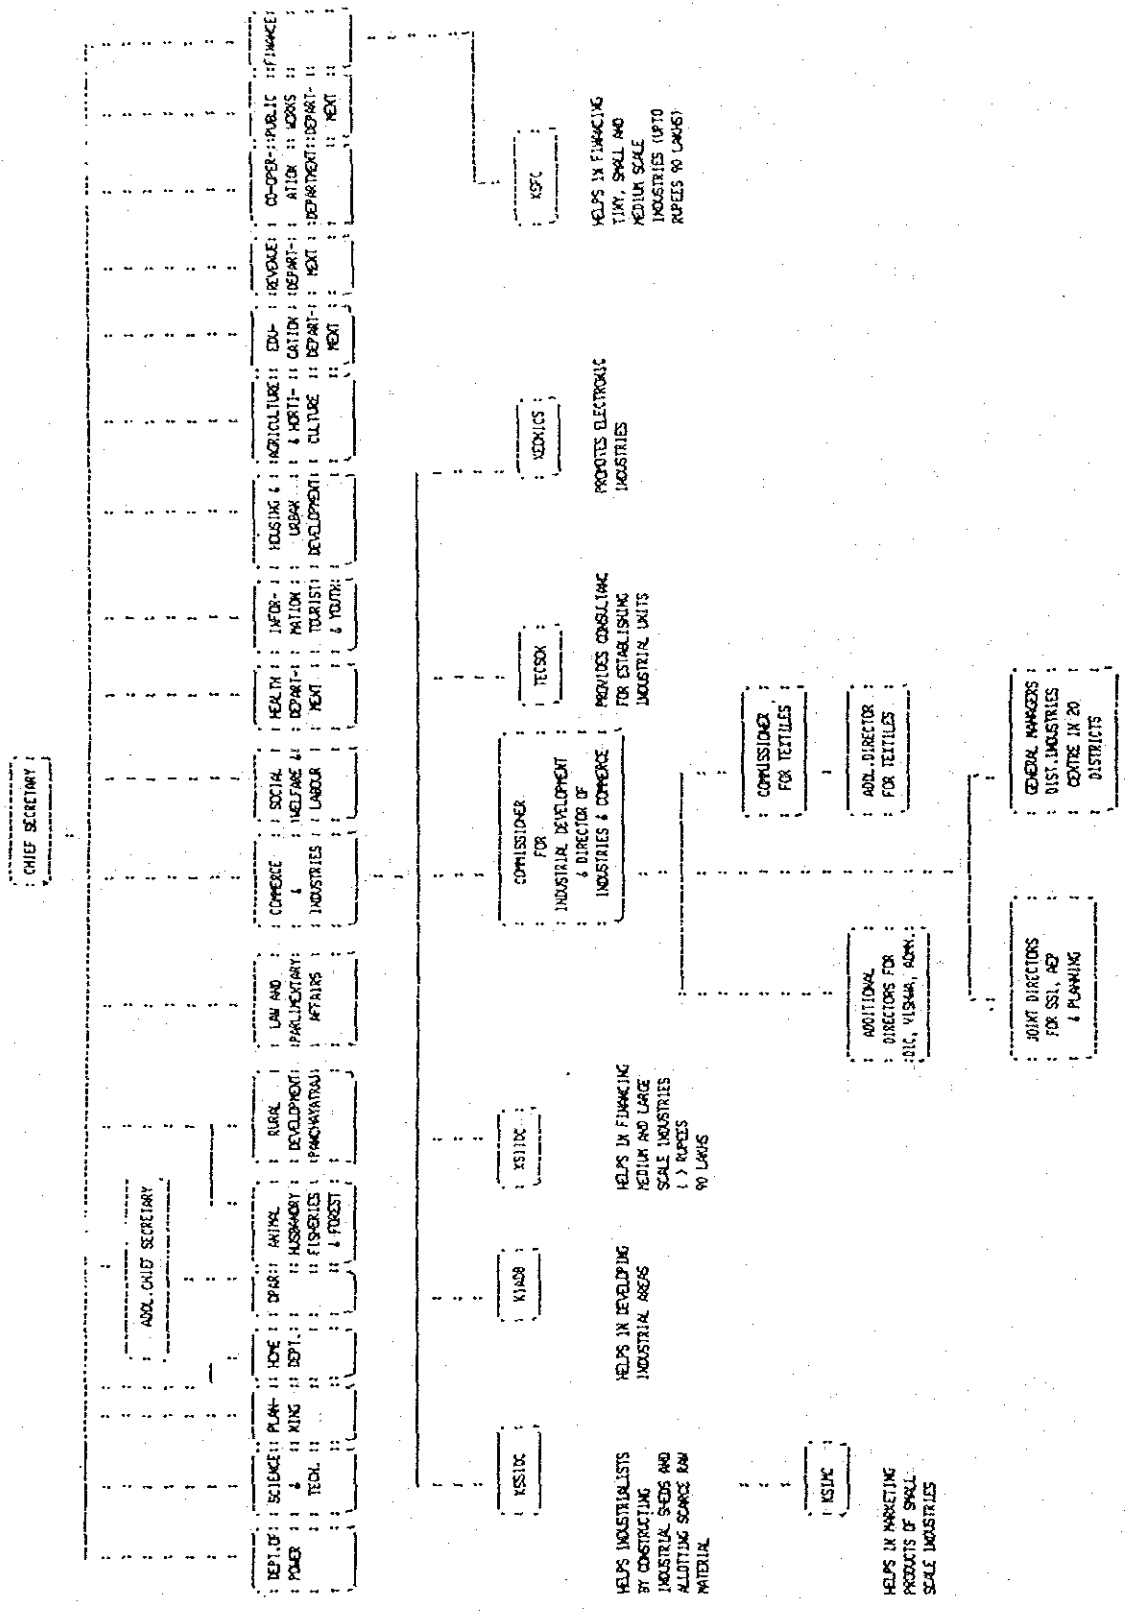 CHIEF SECRETARY
ADDL.CHIEF SECRETARY
DEPT.OF
POWER
SCIENCE
&
TECH.
PLAN-
NING
HOME
DEPT.
DPAR
ANIMAL
HUSBANDRY
FISHERIES
& FOREST
RURAL
DEVELOPMENT
PANCHAYATRAJ
LAW AND
PARLIMENTARY
AFFAIRS
COMMERCE
&
INDUSTRIES
SOCIAL
WELFARE &
LABOUR
HEALTH
DEPART-
MENT
INFOR-
MATION
TOURIST
& YOUTH
HOUSING &
URBAN
DEVELOPMENT
AGRICULTURE
& HORTI-
CULTURE
EDU-
CATION
DEPART-
MENT
REVENUE
DEPART-
MENT
CO-OPER-
ATION
DEPARTMENT
PUBLIC
WORKS
DEPART-
MENT
FINANCE
KSSIDC
KIADB
KSIIDC
COMMISSIONER
FOR
INDUSTRIAL DEVELOPMENT
& DIRECTOR OF
INDUSTRIES & COMMERCE
TECSOK
KEONICS
KSFC
HELPS INDUSTRIALISTS
BY CONSTRUCTING
INDUSTRIAL SHEDS AND
ALLOTTING SCARCE RAW
MATERIAL
HELPS IN DEVELOPING
INDUSTRIAL AREAS
HELPS IN FINANCING
MEDIUM AND LARGE
SCALE INDUSTRIES
( > RUPEES
90 LAKHS
PROVIDES CONSULTANC
FOR ESTABLISHING
INDUSTRIAL UNITS
PROMOTES ELECTRONIC
INDUSTRIES
HELPS IN FINANCING
TINY, SMALL AND
MEDIUM SCALE
INDUSTRIES (UPTO
RUPEES 90 LAKHS)
COMMISSIONER
FOR TEXTILES
KSIMC
ADDITIONAL
DIRECTORS FOR
DIC, VISHWA, ADMN.
ADDL.DIRECTOR
FOR TEXTILES
HELPS IN MARKETING
PRODUCTS OF SMALL
SCALE INDUSTRIES
JOINT DIRECTORS
FOR SSI, AEP
& PLANNING
GENERAL MANAGERS
DIST.INDUSTRIES
CENTRE IN 20
DISTRICTS